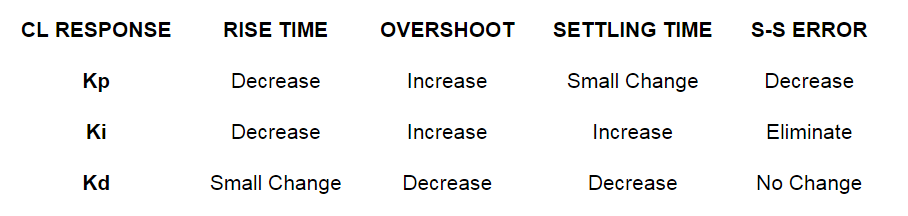 CL RESPONSE RISE TIME OVERSHOOT SETTLING TIME S-S ERROR
Kp Decrease Increase Small Change Decrease
Ki Decrease Increase Increase Eliminate
Kd Small Change Decrease Decrease No Change